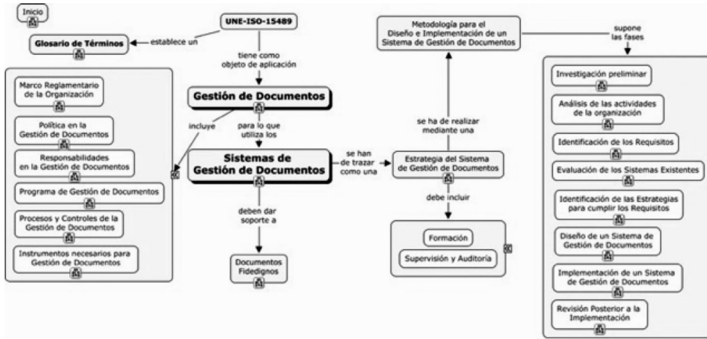 Inicio
UNE-ISO-15489
Glosario de Términos
establece un
tiene como
objeto de aplicación
Gestión de Documentos
incluye
para lo que
utiliza los
Sistemas de
Gestión de Documentos
deben dar
soporte a
Documentos
Fidedignos
Marco Reglamentario
de la Organización
Política en la
Gestión de Documentos
Responsabilidades
en la Gestión de Documentos
Programa de Gestión de Documentos
Procesos y Controles de la
Gestión de Documentos
Instrumentos necesarios para
Gestión de Documentos
se han
de trazar
como una
Estrategia del Sistema
de Gestión de Documentos
se ha de realizar
mediante una
Metodología para el
Diseño e Implementación de un
Sistema de Gestión de Documentos
debe incluir
Formación
Supervisión y Auditoría
supone
las fases
Investigación preliminar
Análisis de las actividades
de la organización
Identificación de los Requisitos
Evaluación de los Sistemas Existentes
Identificación de las Estrategias
para cumplir los Requisitos
Diseño de un Sistema de
Gestión de Documentos
Implementación de un Sistema
de Gestión de Documentos
Revisión Posterior a la
Implementación